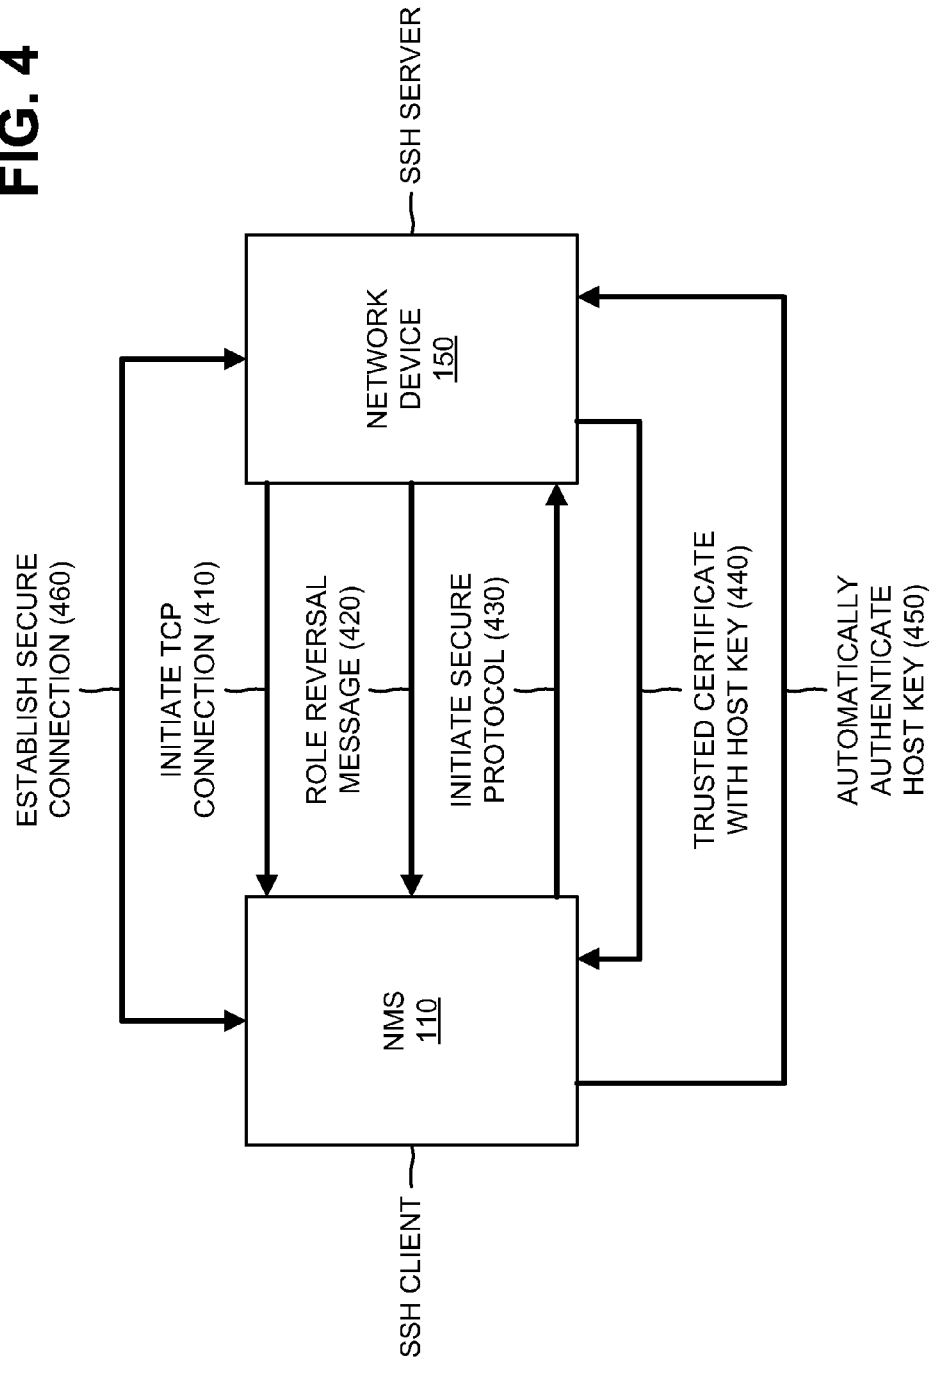 FIG. 4
ESTABLISH SECURE
CONNECTION (460)
INITIATE TCP
CONNECTION (410)
ROLE REVERSAL
MESSAGE (420)
INITIATE SECURE
PROTOCOL (430)
TRUSTED CERTIFICATE
WITH HOST KEY (440)
AUTOMATICALLY
AUTHENTICATE
HOST KEY (450)
SSH CLIENT
NMS
110
NETWORK
DEVICE
150
SSH SERVER